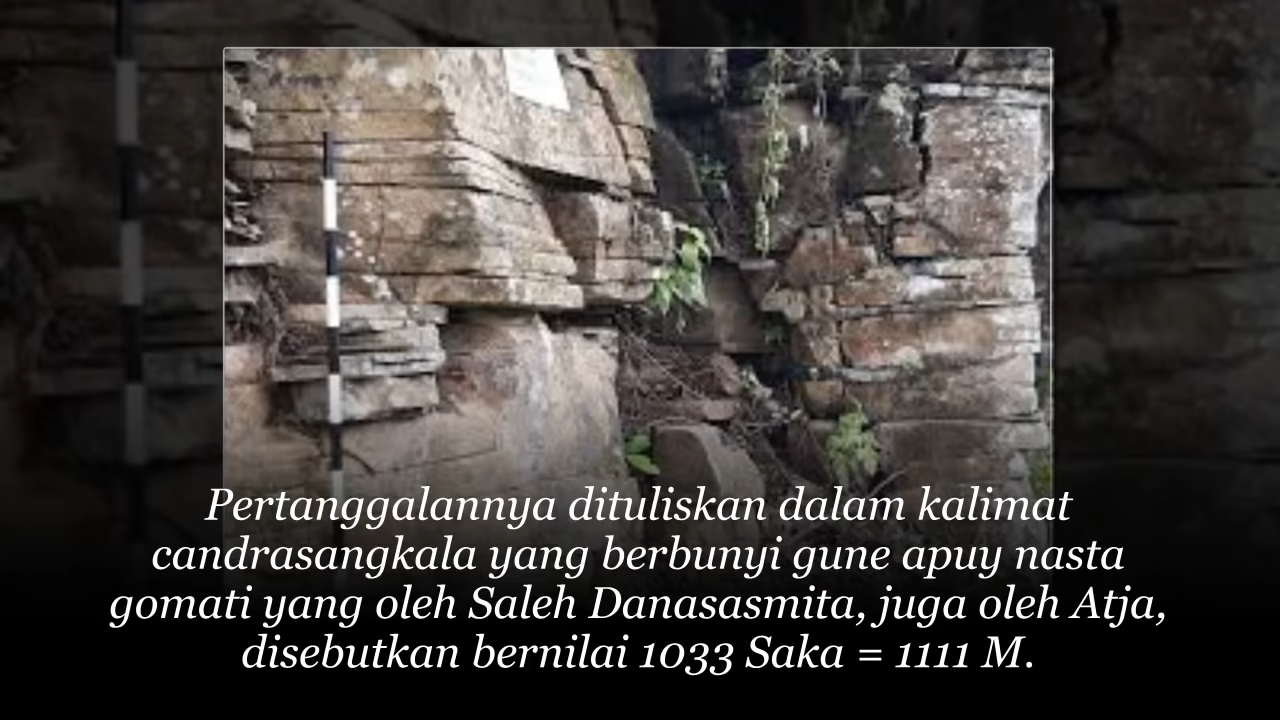 Pertanggalannya dituliskan dalam kalimat
candrasangkala yang berbunyi gune apuy nasta
gomati yang oleh Saleh Danasasmita, juga oleh Atja,
disebutkan bernilai 1033 Saka = 1111 M.